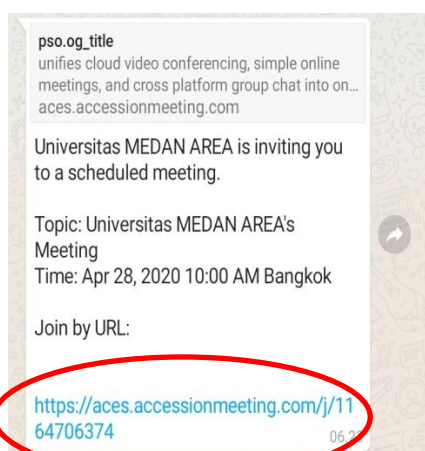 pso.og_title
unifies cloud video conferencing, simple online
meetings, and cross platform group chat into on...
aces.accessionmeeting.com
Universitas MEDAN AREA is inviting you
to a scheduled meeting.
Topic: Universitas MEDAN AREA's
Meeting
Time: Apr 28, 2020 10:00 AM Bangkok
Join by URL:
https://aces.accessionmeeting.com/j/11
64706374